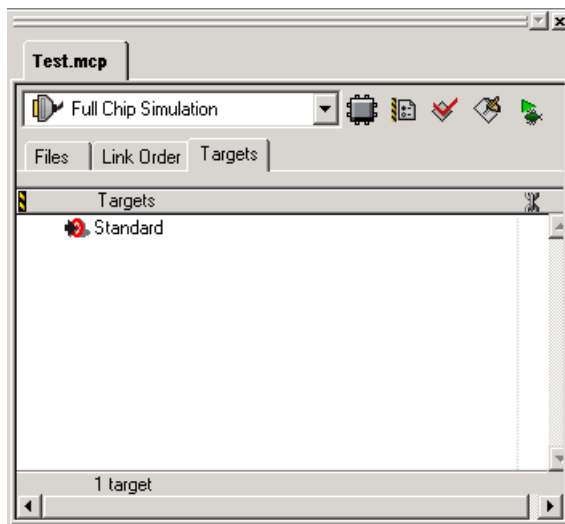 Test.mcp
Full Chip Simulation
Files Link Order Targets
Targets
Standard
1 target